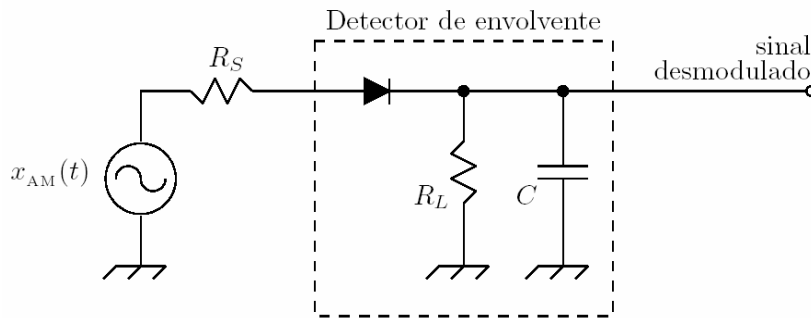 Detector de envolvente
sinal
desmodulado
R_S
x_AM(t)
R_L
C